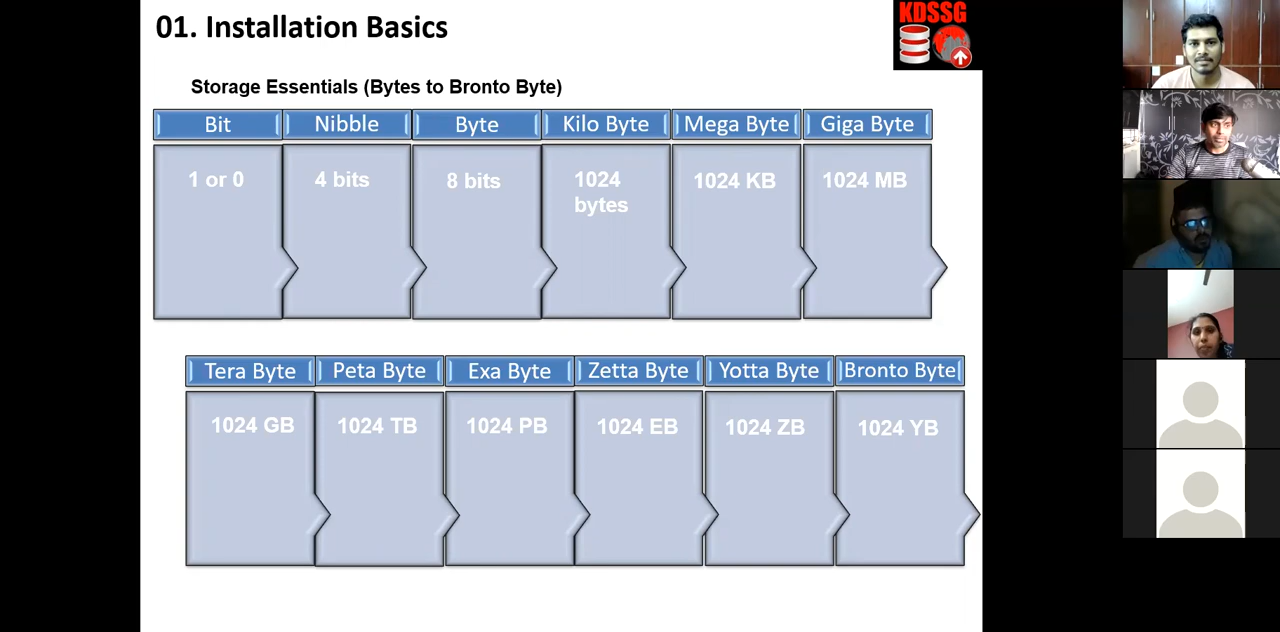 01. Installation Basics
KDSSG
Storage Essentials (Bytes to Bronto Byte)
Bit
Nibble
Byte
Kilo Byte
Mega Byte
Giga Byte
1 or 0
4 bits
8 bits
1024
bytes
1024 KB
1024 MB
Tera Byte
Peta Byte
Exa Byte
Zetta Byte
Yotta Byte
Bronto Byte
1024 GB
1024 TB
1024 PB
1024 EB
1024 ZB
1024 YB